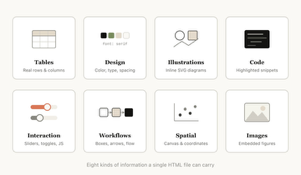 font: serif
Tables
Real rows & columns
Design
Color, type, spacing
Illustrations
Inline SVG diagrams
Code
Highlighted snippets
Interaction
Sliders, toggles, JS
Workflows
Boxes, arrows, flow
Spatial
Canvas & coordinates
Images
Embedded figures
Eight kinds of information a single HTML file can carry